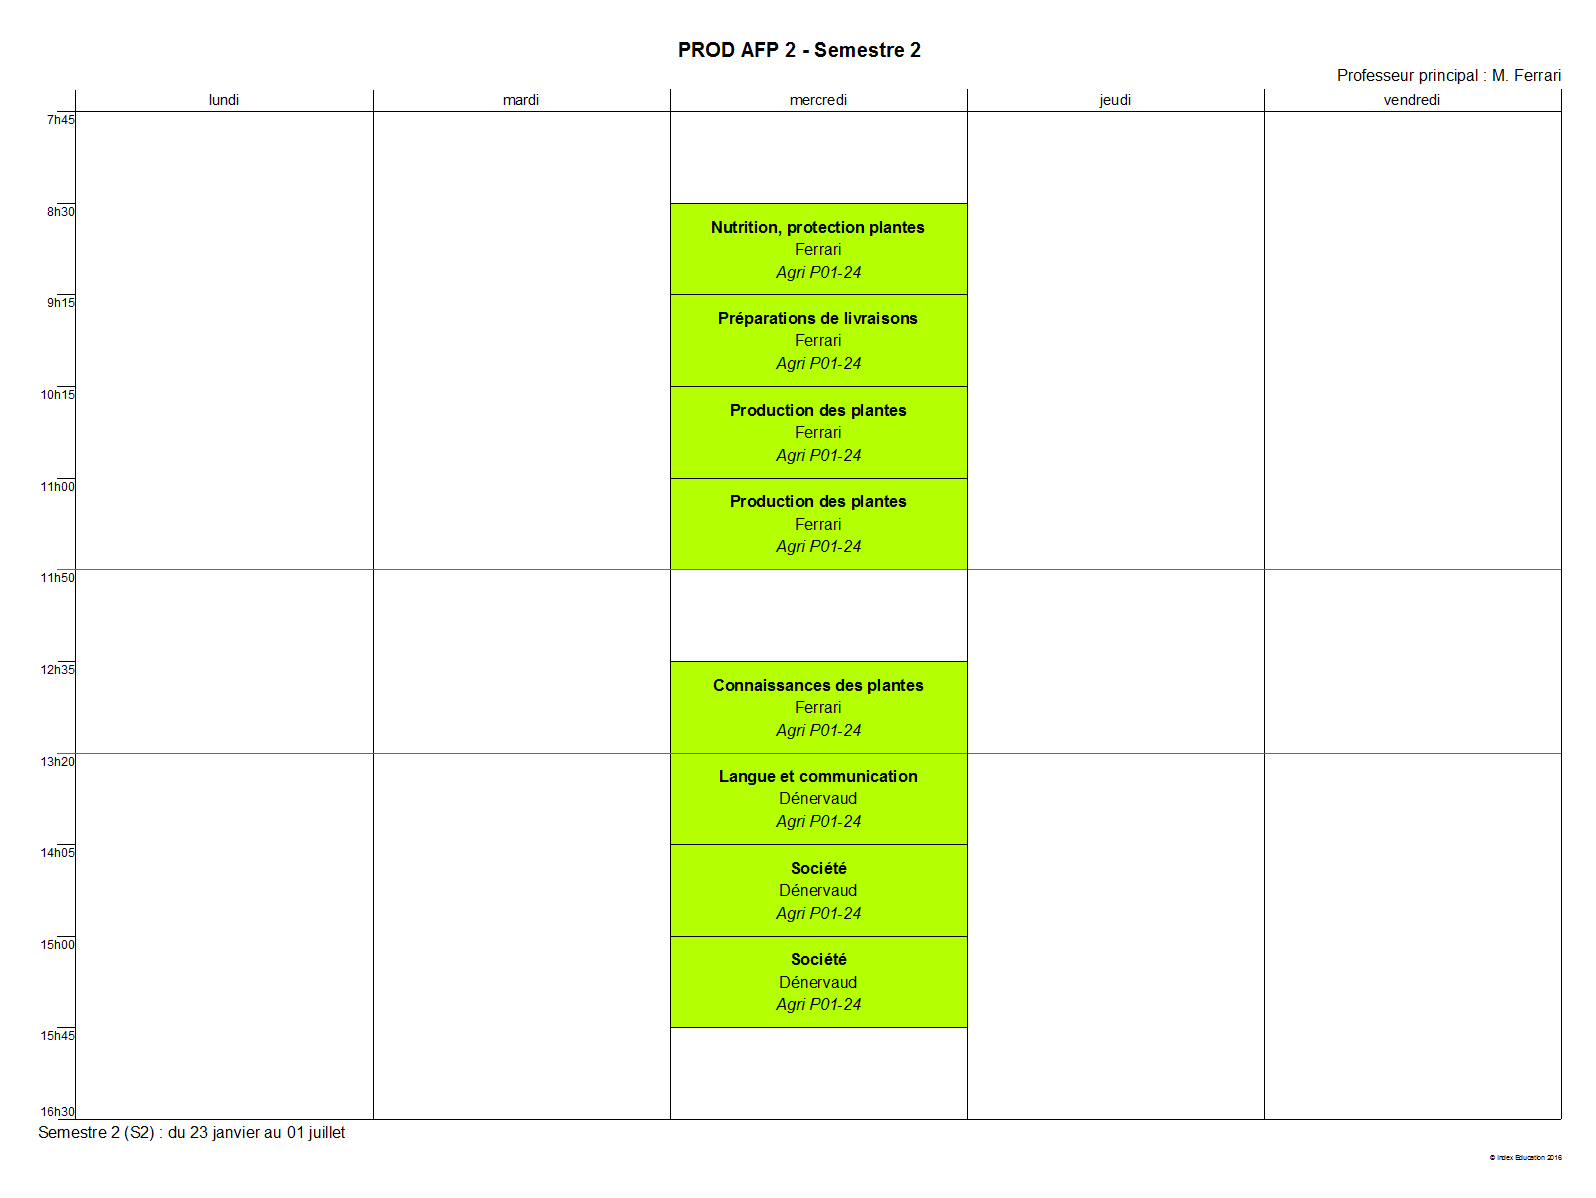 PROD AFP 2 - Semestre 2
Professeur principal : M. Ferrari
lundi mardi mercredi jeudi vendredi
7h45
8h30
Nutrition, protection plantes
Ferrari
Agri P01-24
9h15
Préparations de livraisons
Ferrari
Agri P01-24
10h15
Production des plantes
Ferrari
Agri P01-24
11h00
Production des plantes
Ferrari
Agri P01-24
11h50
12h35
Connaissances des plantes
Ferrari
Agri P01-24
13h20
Langue et communication
Dénervaud
Agri P01-24
14h05
Société
Dénervaud
Agri P01-24
15h00
Société
Dénervaud
Agri P01-24
15h45
16h30
Semestre 2 (S2) : du 23 janvier au 01 juillet
© Index Education 2016